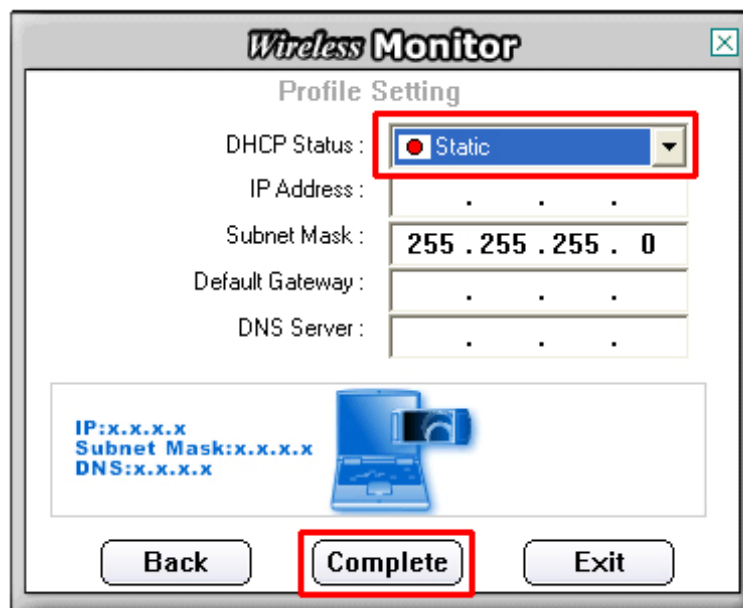 Wireless Monitor
Profile Setting
DHCP Status : Static
IP Address : . . .
Subnet Mask : 255 . 255 . 255 . 0
Default Gateway : . . .
DNS Server : . . .
IP:x.x.x.x
Subnet Mask:x.x.x.x
DNS:x.x.x.x
Back Complete Exit